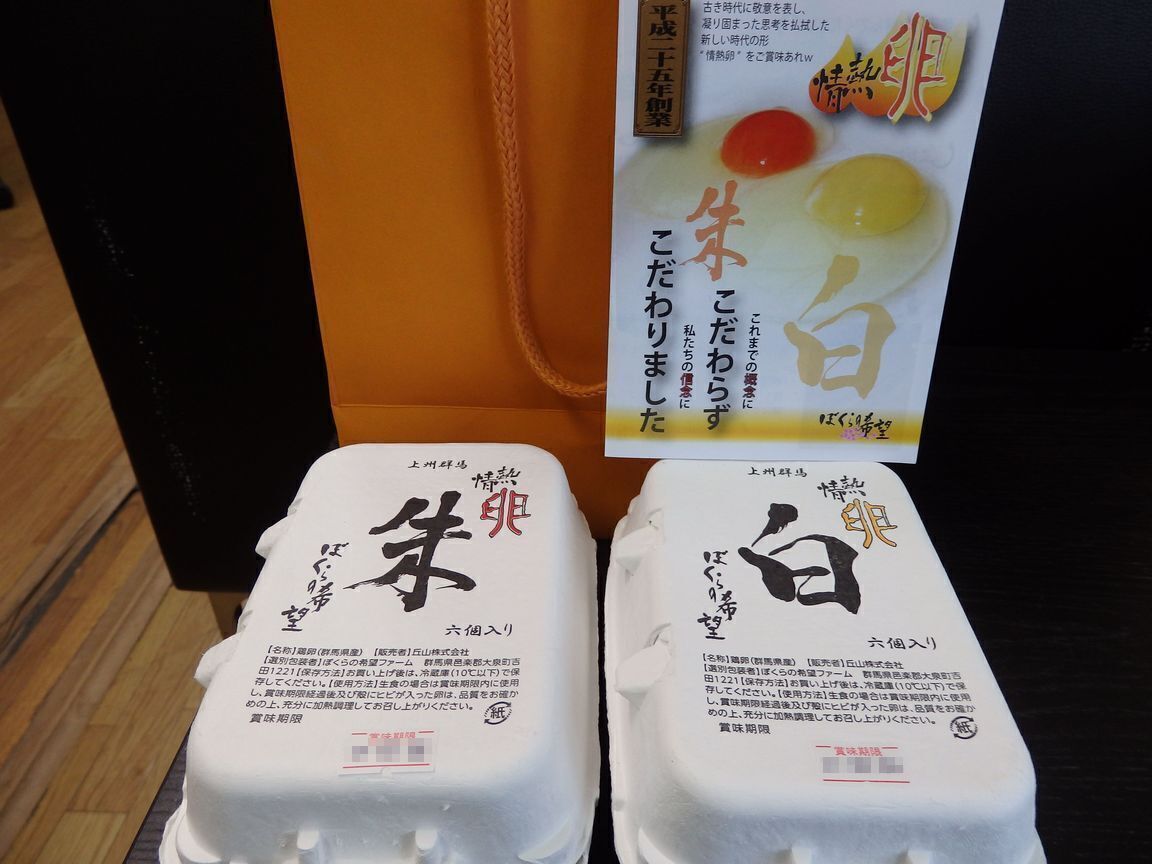 平成二十五年創業
古き時代に敬意を表し、
凝り固まった思考を払拭した
新しい時代の形
“情熱卵”をご賞味あれw
情熱卵
朱
白
これまでの概念に
こだわらず
私たちの信念に
こだわりました
ぼくらの希望
上州群馬
情熱卵
朱
ぼくらの希望
六個入り
【名称】鶏卵(群馬県産) 【販売者】丘山株式会社
【選別包装者】ぼくらの希望ファーム 群馬県邑楽郡大泉町吉
田1221【保存方法】お買い上げ後は、冷蔵庫(10℃以下)で保
存してください。【使用方法】生食の場合は賞味期限内に使用
し、賞味期限経過後及び殻にヒビが入った卵は、品質をお確か
めの上、充分に加熱調理してお召し上がりください。
賞味期限
紙
賞味期限
上州群馬
情熱卵
白
ぼくらの希望
六個入り
【名称】鶏卵(群馬県産) 【販売者】丘山株式会社
【選別包装者】ぼくらの希望ファーム 群馬県邑楽郡大泉町吉
田1221【保存方法】お買い上げ後は、冷蔵庫(10℃以下)で保
存してください。【使用方法】生食の場合は賞味期限内に使用
し、賞味期限経過後及び殻にヒビが入った卵は、品質をお確か
めの上、充分に加熱調理してお召し上がりください。
賞味期限
紙
賞味期限